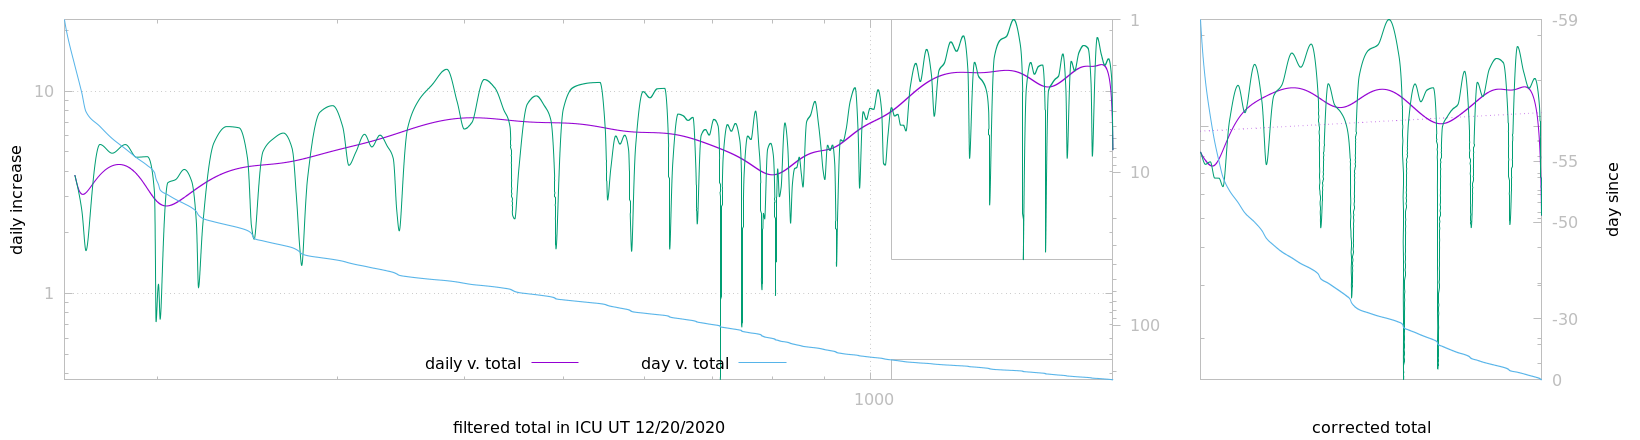 daily increase
10
1
daily v. total
day v. total
1
10
100
1000
filtered total in ICU UT 12/20/2020
-59
-55
-50
-30
0
day since
corrected total